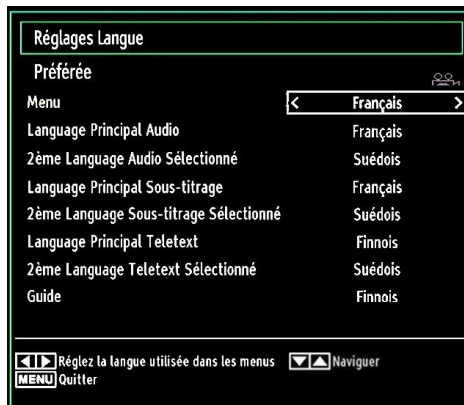 Réglages Langue
Préférée
Menu < Français >
Language Principal Audio Français
2ème Language Audio Sélectionné Suédois
Language Principal Sous-titrage Français
2ème Language Sous-titrage Sélectionné Suédois
Language Principal Teletext Finnois
2ème Language Teletext Sélectionné Suédois
Guide Finnois
◀▶ Réglez la langue utilisée dans les menus ▼▲ Naviguer
MENU Quitter